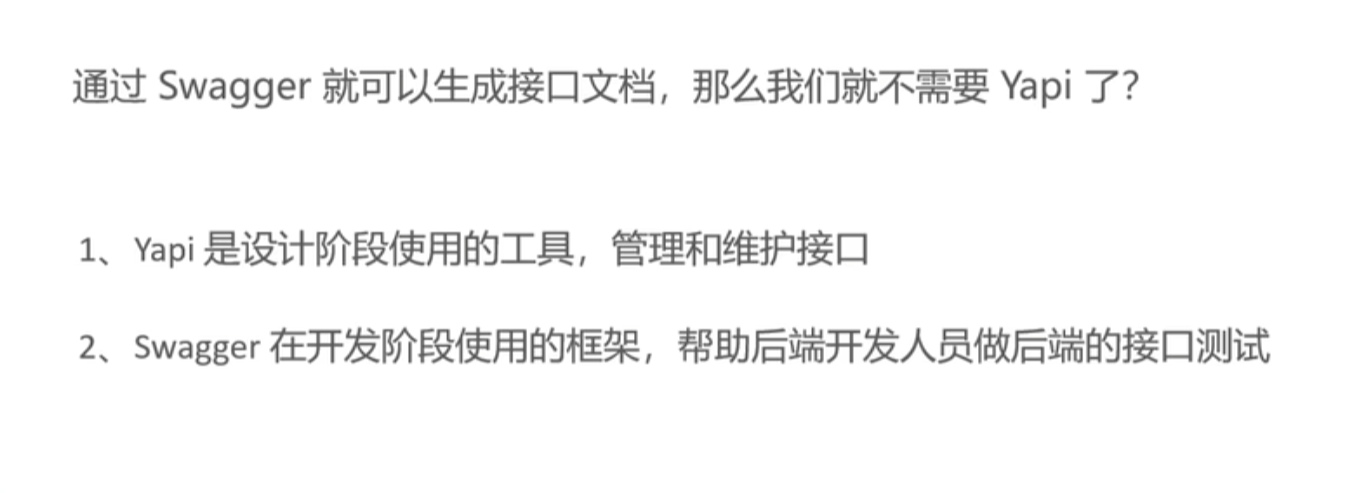 通过 Swagger 就可以生成接口文档，那么我们就不需要 Yapi 了？
1、Yapi 是设计阶段使用的工具，管理和维护接口
2、Swagger 在开发阶段使用的框架，帮助后端开发人员做后端的接口测试